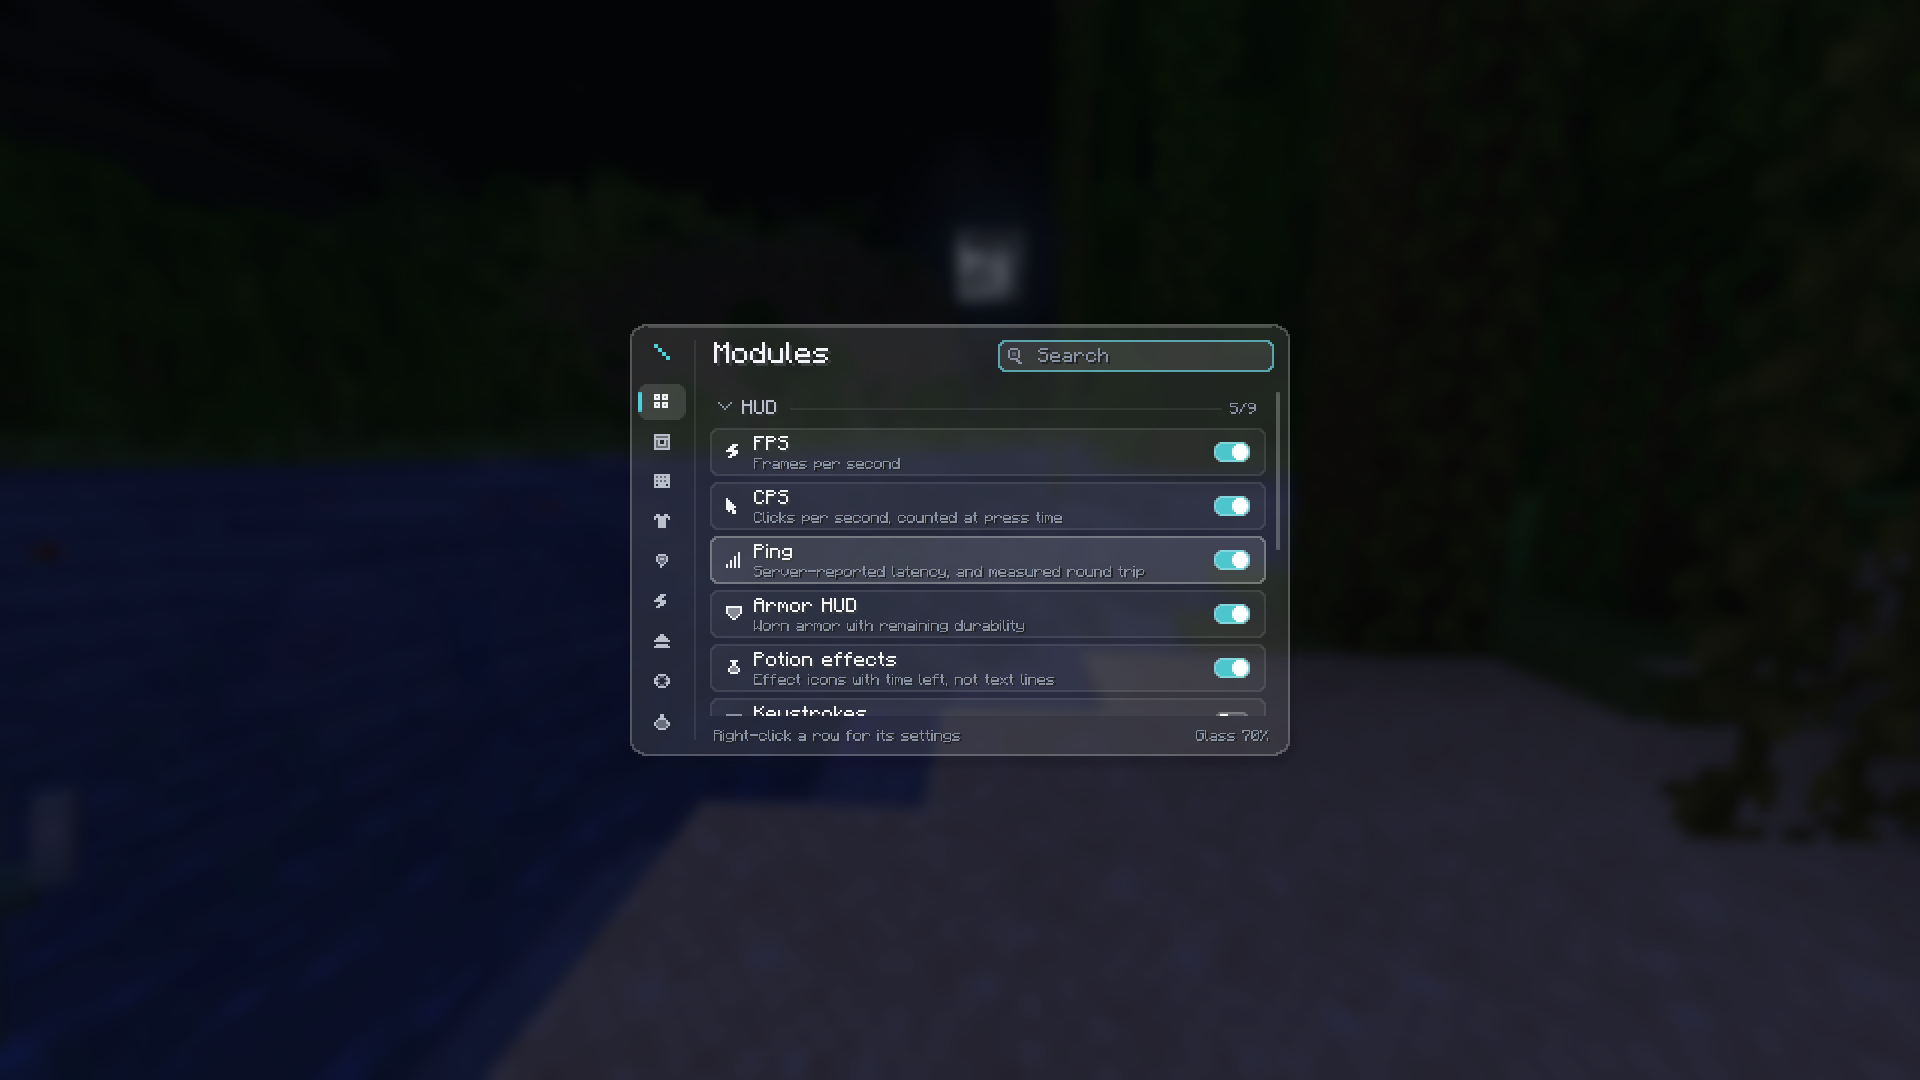 Modules
Search
HUD
5/9
FPS
Frames per second
CPS
Clicks per second, counted at press time
Ping
Server-reported latency, and measured round trip
Armor HUD
Worn armor with remaining durability
Potion effects
Effect icons with time left, not text lines
Keystrokes
Right-click a row for its settings
Glass 70%